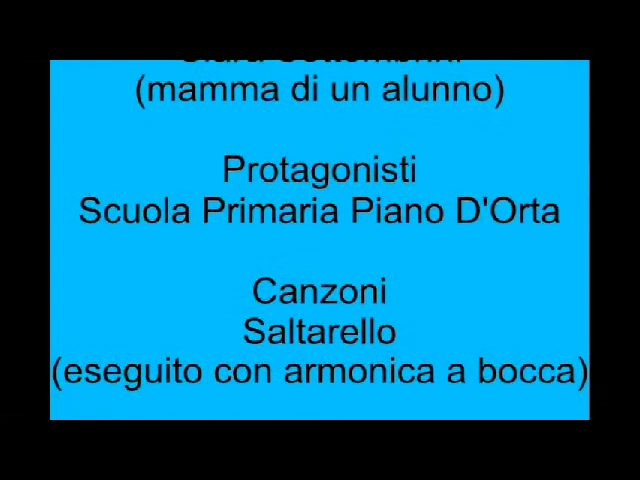 (mamma di un alunno)
Protagonisti
Scuola Primaria Piano D'Orta
Canzoni
Saltarello
(eseguito con armonica a bocca)